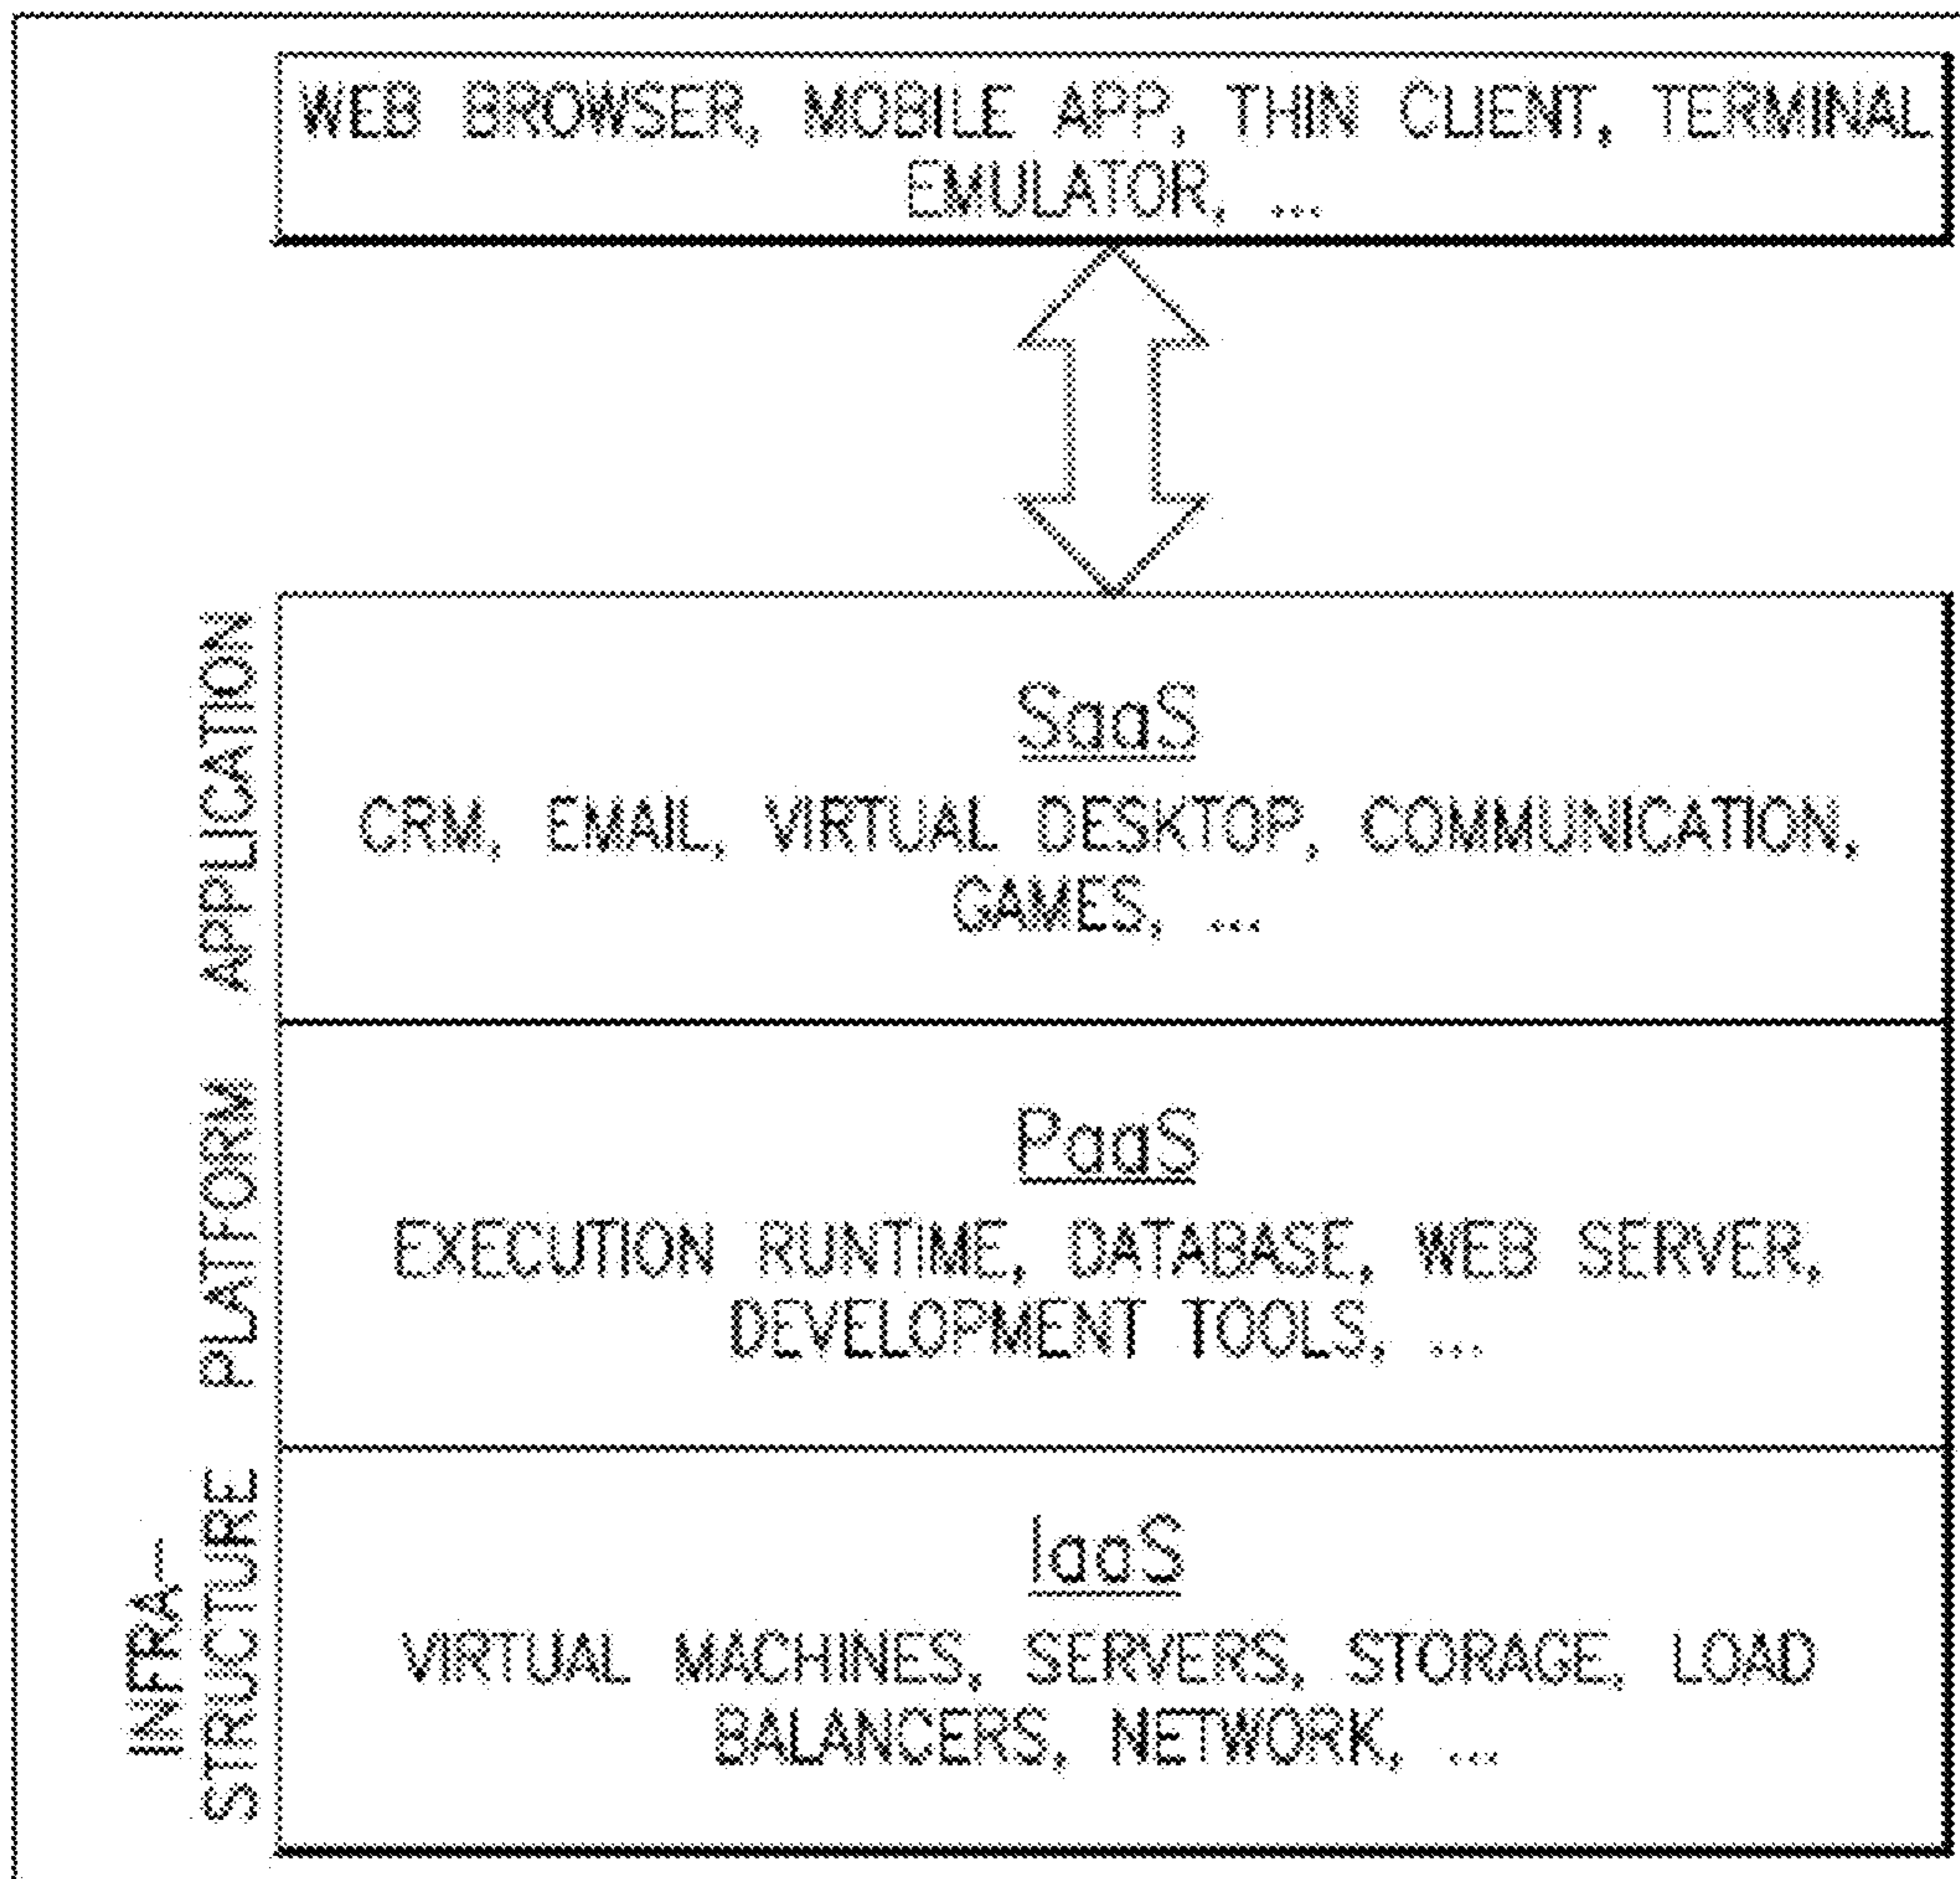 WEB BROWSER, MOBILE APP, THIN CLIENT, TERMINAL
EMULATOR, ...
APPLICATION
SaaS
CRM, EMAIL, VIRTUAL DESKTOP, COMMUNICATION,
GAMES, ...
PLATFORM
PaaS
EXECUTION RUNTIME, DATABASE, WEB SERVER,
DEVELOPMENT TOOLS, ...
INFRA-
STRUCTURE
IaaS
VIRTUAL MACHINES, SERVERS, STORAGE, LOAD
BALANCERS, NETWORK, ...